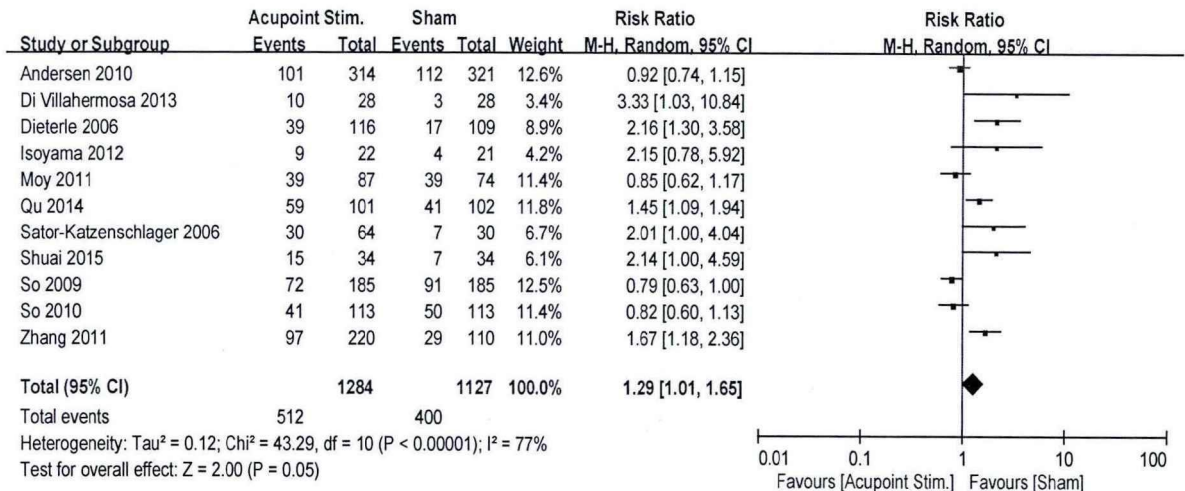 Acupoint Stim. Sham Risk Ratio Risk Ratio
Study or Subgroup Events Total Events Total Weight M-H, Random, 95% CI M-H, Random, 95% CI
Andersen 2010 101 314 112 321 12.6% 0.92 [0.74, 1.15]
Di Villahermosa 2013 10 28 3 28 3.4% 3.33 [1.03, 10.84]
Dieterle 2006 39 116 17 109 8.9% 2.16 [1.30, 3.58]
Isoyama 2012 9 22 4 21 4.2% 2.15 [0.78, 5.92]
Moy 2011 39 87 39 74 11.4% 0.85 [0.62, 1.17]
Qu 2014 59 101 41 102 11.8% 1.45 [1.09, 1.94]
Sator-Katzenschlager 2006 30 64 7 30 6.7% 2.01 [1.00, 4.04]
Shuai 2015 15 34 7 34 6.1% 2.14 [1.00, 4.59]
So 2009 72 185 91 185 12.5% 0.79 [0.63, 1.00]
So 2010 41 113 50 113 11.4% 0.82 [0.60, 1.13]
Zhang 2011 97 220 29 110 11.0% 1.67 [1.18, 2.36]
Total (95% CI) 1284 1127 100.0% 1.29 [1.01, 1.65]
Total events 512 400
Heterogeneity: Tau² = 0.12; Chi² = 43.29, df = 10 (P < 0.00001); I² = 77%
Test for overall effect: Z = 2.00 (P = 0.05)
0.01 0.1 1 10 100
Favours [Acupoint Stim.] Favours [Sham]